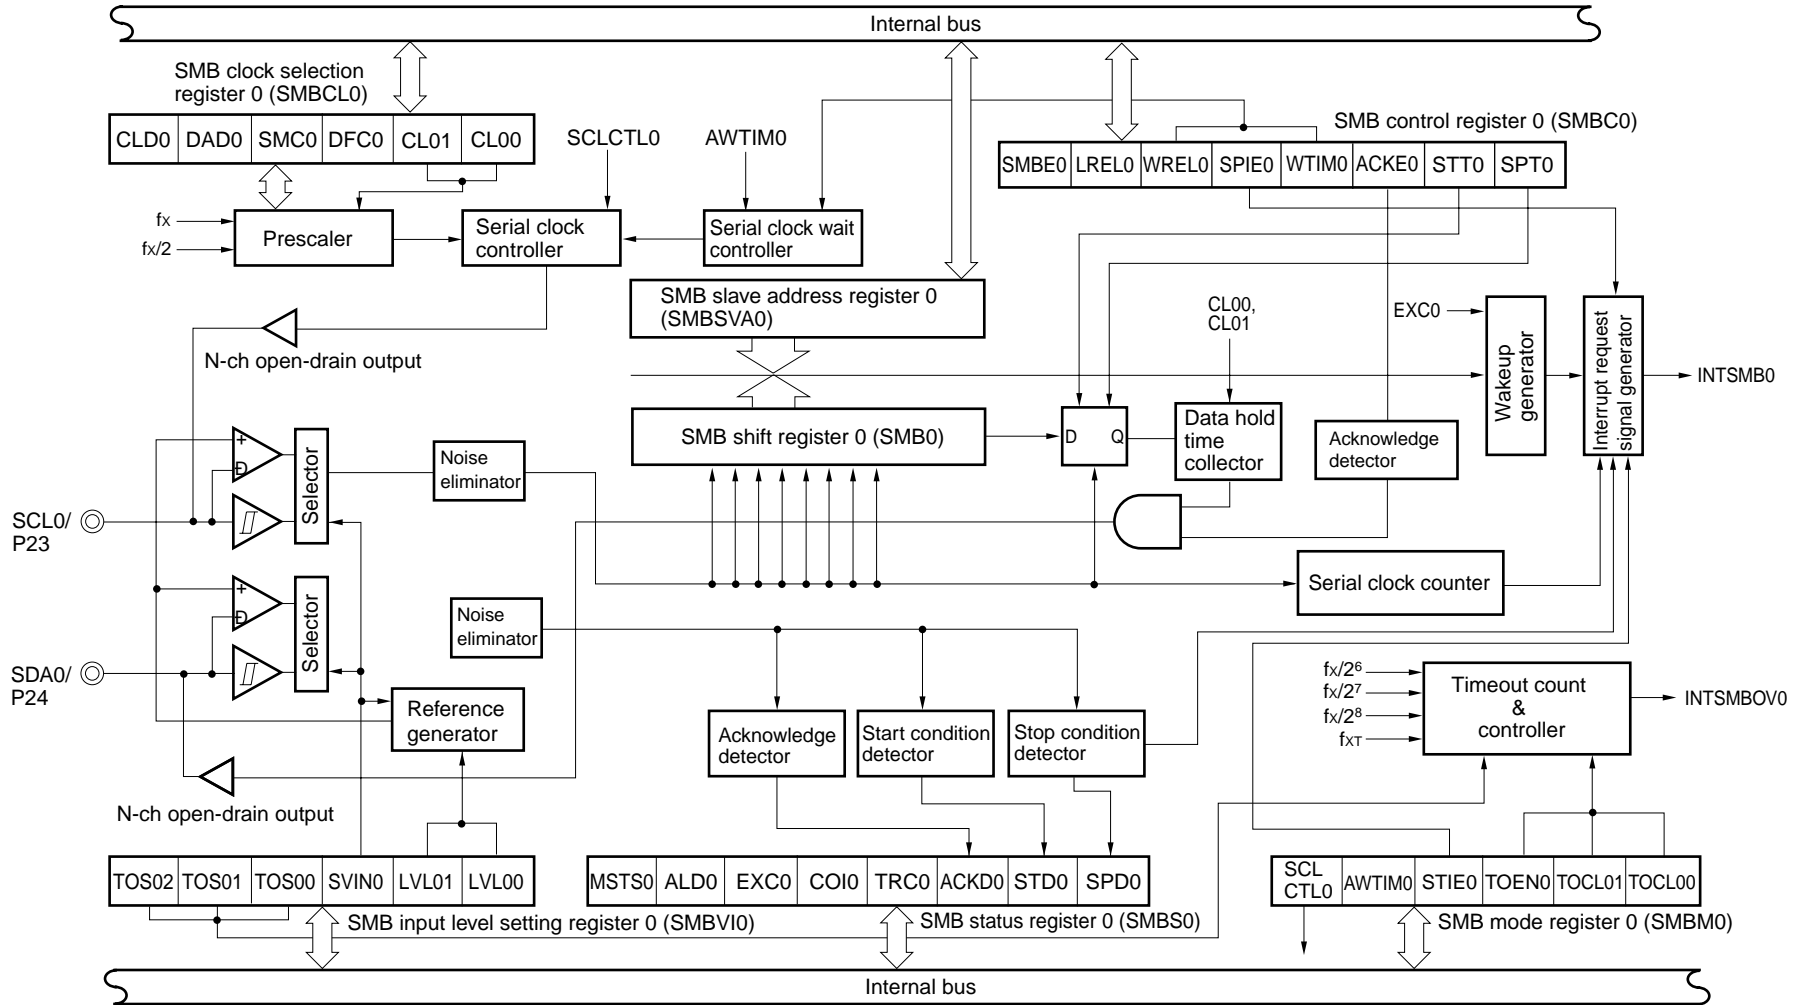 Internal bus
SMB clock selection
register 0 (SMBCL0)
CLD0 DAD0 SMC0 DFC0 CL01 CL00
SCLCTL0
AWTIM0
SMB control register 0 (SMBC0)
SMBE0 LREL0 WREL0 SPIE0 WTIM0 ACKE0 STT0 SPT0
fX
fX/2
Prescaler
Serial clock
controller
Serial clock wait
controller
SMB slave address register 0
(SMBSVA0)
CL00,
CL01
EXC0
Wakeup
generator
Interrupt request
signal generator
INTSMB0
N-ch open-drain output
SMB shift register 0 (SMB0)
D Q
Data hold
time
collector
Acknowledge
detector
+
D
Selector
Noise
eliminator
SCL0/
P23
Serial clock counter
+
D
Selector
Noise
eliminator
SDA0/
P24
Reference
generator
Acknowledge
detector
Start condition
detector
Stop condition
detector
fX/2⁶
fX/2⁷
fX/2⁸
fXT
Timeout count
&
controller
INTSMBOV0
N-ch open-drain output
TOS02 TOS01 TOS00 SVIN0 LVL01 LVL00
MSTS0 ALD0 EXC0 COI0 TRC0 ACKD0 STD0 SPD0
SCL
CTL0 AWTIM0 STIE0 TOEN0 TOCL01 TOCL00
SMB input level setting register 0 (SMBVI0)
SMB status register 0 (SMBS0)
SMB mode register 0 (SMBM0)
Internal bus